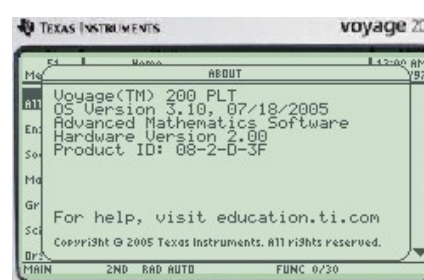 TEXAS INSTRUMENTS
voyage
Home
ABOUT
Voyage(TM) 200 PLT
OS Version 3.10, 07/18/2005
Advanced Mathematics Software
Hardware Version 2.00
Product ID: 08-2-D-3F
For help, visit education.ti.com
Copyright © 2005 Texas Instruments. All rights reserved.
MAIN 2ND RAD AUTO FUNC 0/30